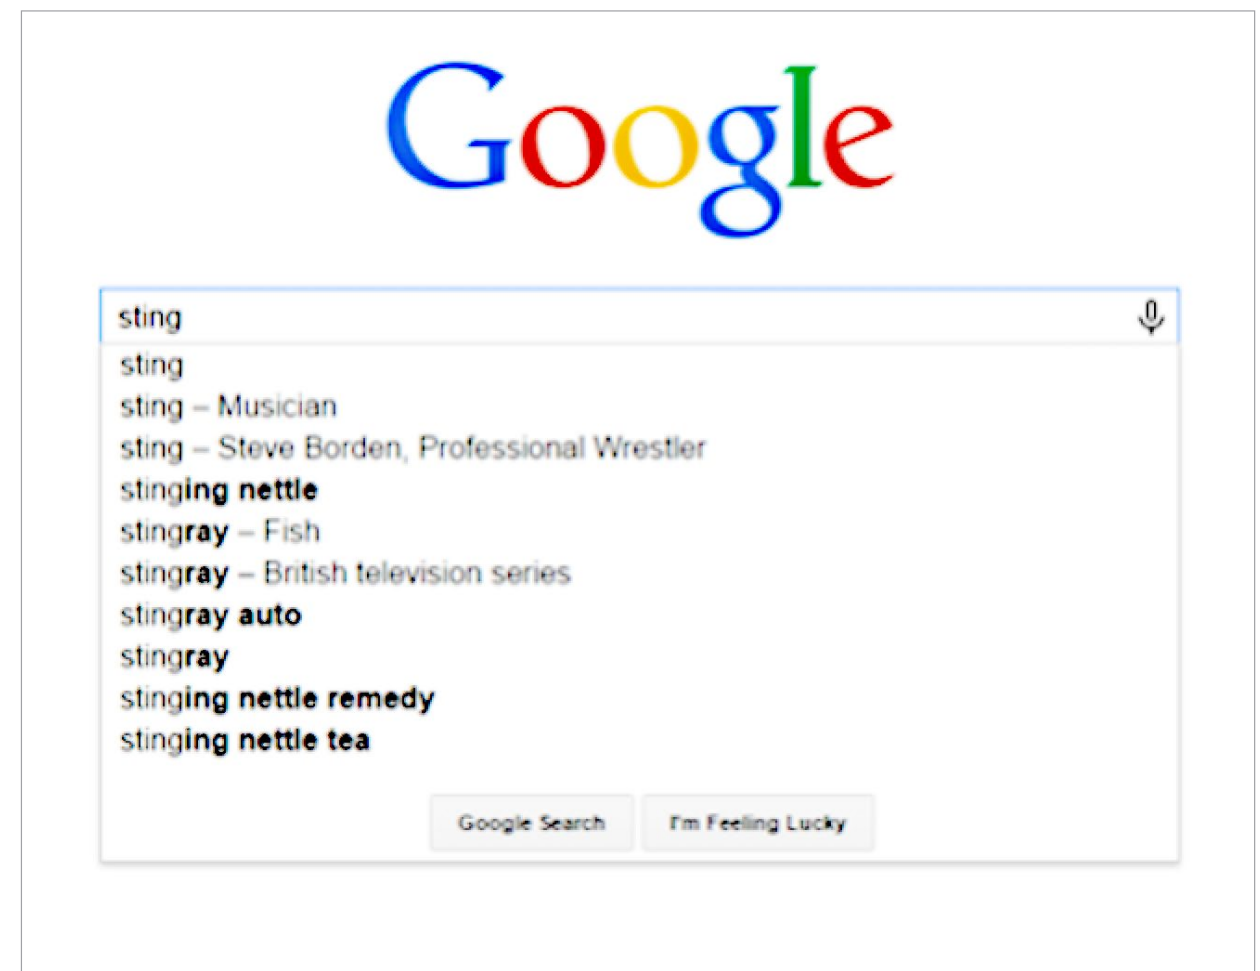 Google
sting
sting
sting – Musician
sting – Steve Borden, Professional Wrestler
stinging nettle
stingray – Fish
stingray – British television series
stingray auto
stingray
stinging nettle remedy
stinging nettle tea
Google Search I'm Feeling Lucky